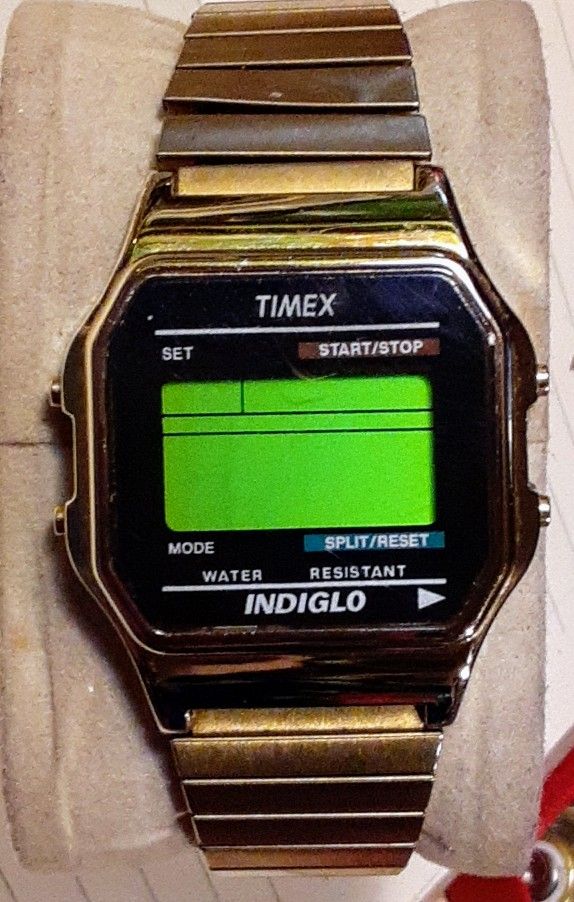 TIMEX
SET START/STOP
MODE SPLIT/RESET
WATER RESISTANT
INDIGLO